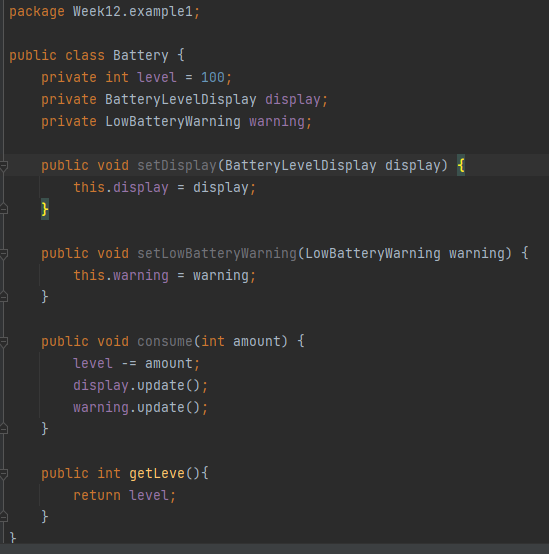 package Week12.example1;
public class Battery {
    private int level = 100;
    private BatteryLevelDisplay display;
    private LowBatteryWarning warning;
    public void setDisplay(BatteryLevelDisplay display) {
        this.display = display;
    }
    public void setLowBatteryWarning(LowBatteryWarning warning) {
        this.warning = warning;
    }
    public void consume(int amount) {
        level -= amount;
        display.update();
        warning.update();
    }
    public int getLeve(){
        return level;
    }
}